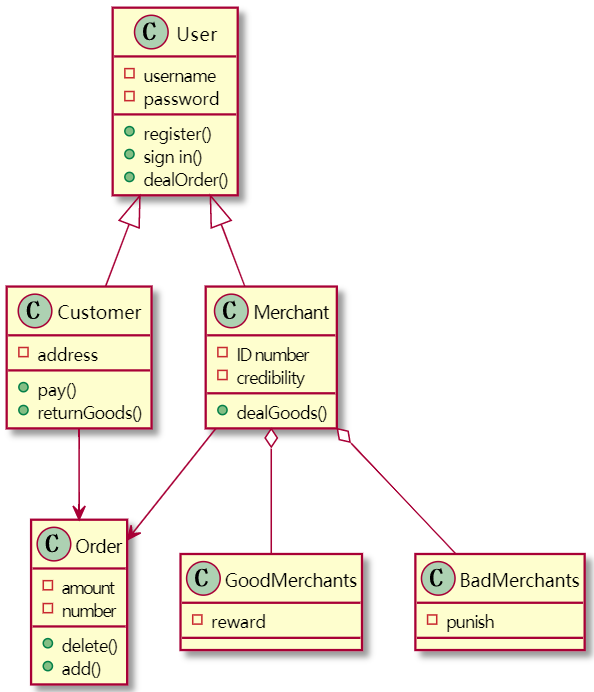 C User
username
password
register()
sign in()
dealOrder()
C Customer
address
pay()
returnGoods()
C Merchant
ID number
credibility
dealGoods()
C Order
amount
number
delete()
add()
C GoodMerchants
reward
C BadMerchants
punish